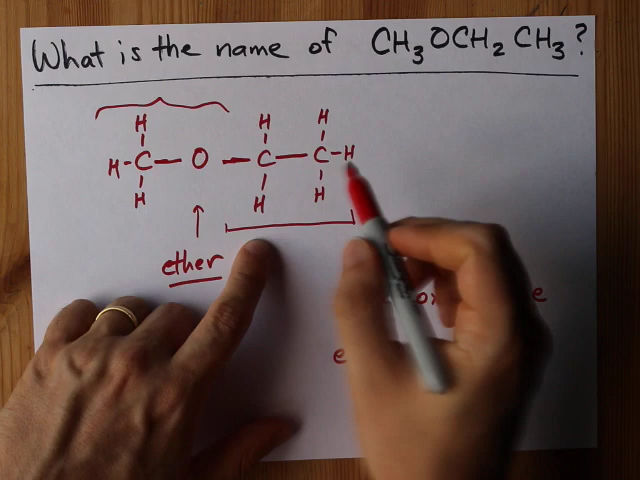 What is the name of CH3OCH2CH3?
H H H
H-C-O-C-C-H
H H H
ether